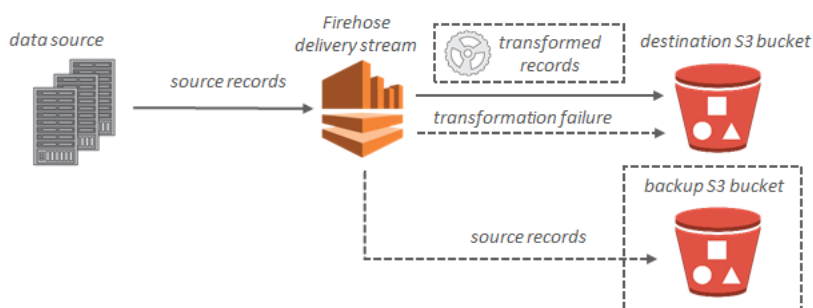 data source
source records
Firehose
delivery stream
transformed
records
destination S3 bucket
transformation failure
backup S3 bucket
source records